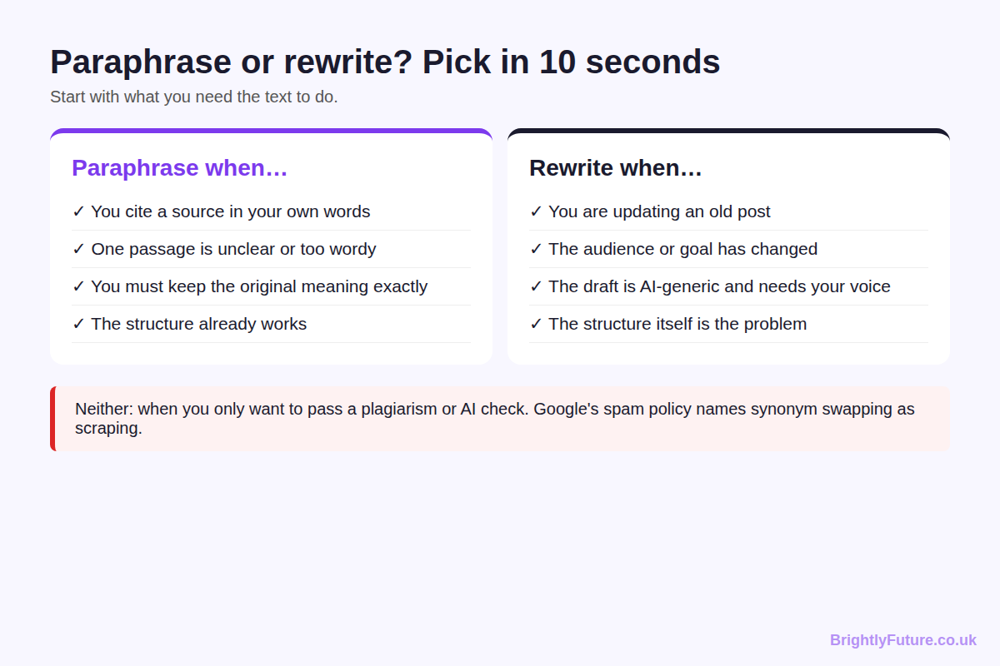 Paraphrase or rewrite? Pick in 10 seconds
Start with what you need the text to do.
Paraphrase when…
✓ You cite a source in your own words
✓ One passage is unclear or too wordy
✓ You must keep the original meaning exactly
✓ The structure already works
Rewrite when…
✓ You are updating an old post
✓ The audience or goal has changed
✓ The draft is AI-generic and needs your voice
✓ The structure itself is the problem
Neither: when you only want to pass a plagiarism or AI check. Google's spam policy names synonym swapping as
scraping.
BrightlyFuture.co.uk